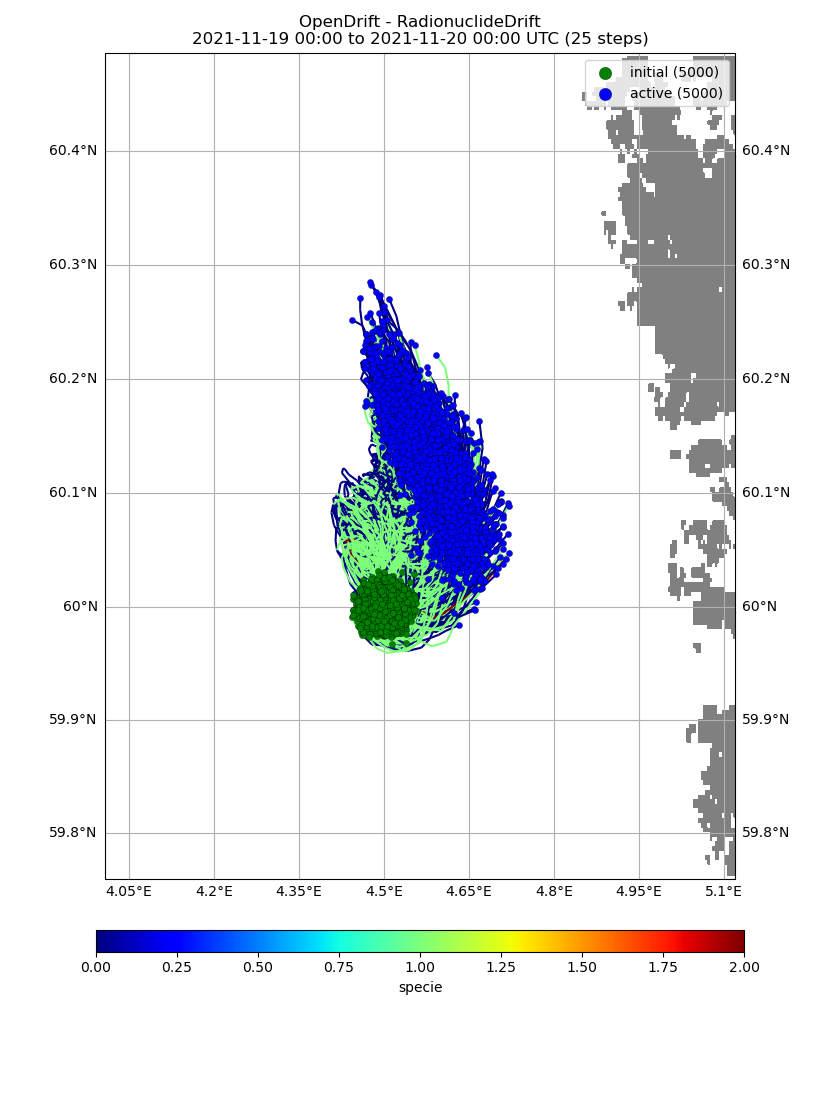 OpenDrift - RadionuclideDrift
2021-11-19 00:00 to 2021-11-20 00:00 UTC (25 steps)
initial (5000)
active (5000)
60.4°N 60.4°N
60.3°N 60.3°N
60.2°N 60.2°N
60.1°N 60.1°N
60°N 60°N
59.9°N 59.9°N
59.8°N 59.8°N
4.05°E 4.2°E 4.35°E 4.5°E 4.65°E 4.8°E 4.95°E 5.1°E
0.00 0.25 0.50 0.75 1.00 1.25 1.50 1.75 2.00
specie